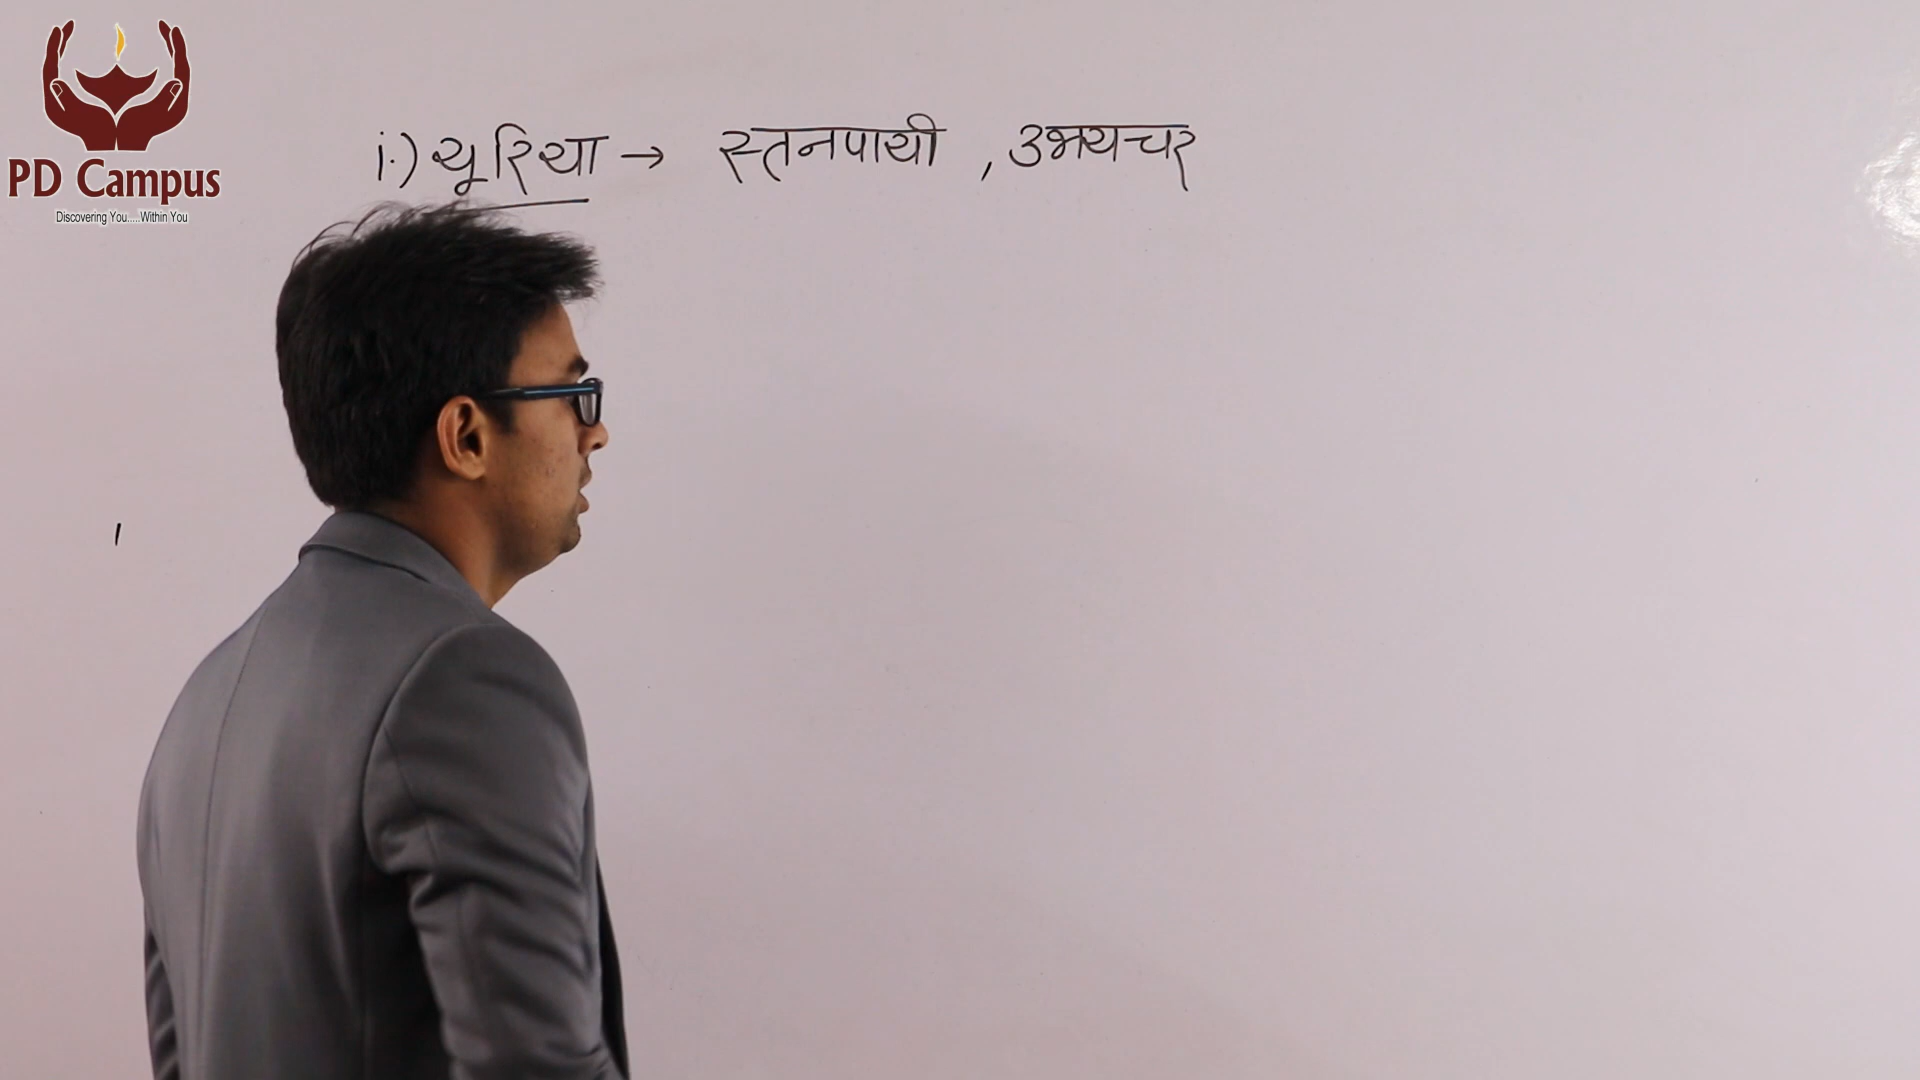 PD Campus
Discovering You.....Within You
i.) यूरिया → स्तनपायी , उभयचर